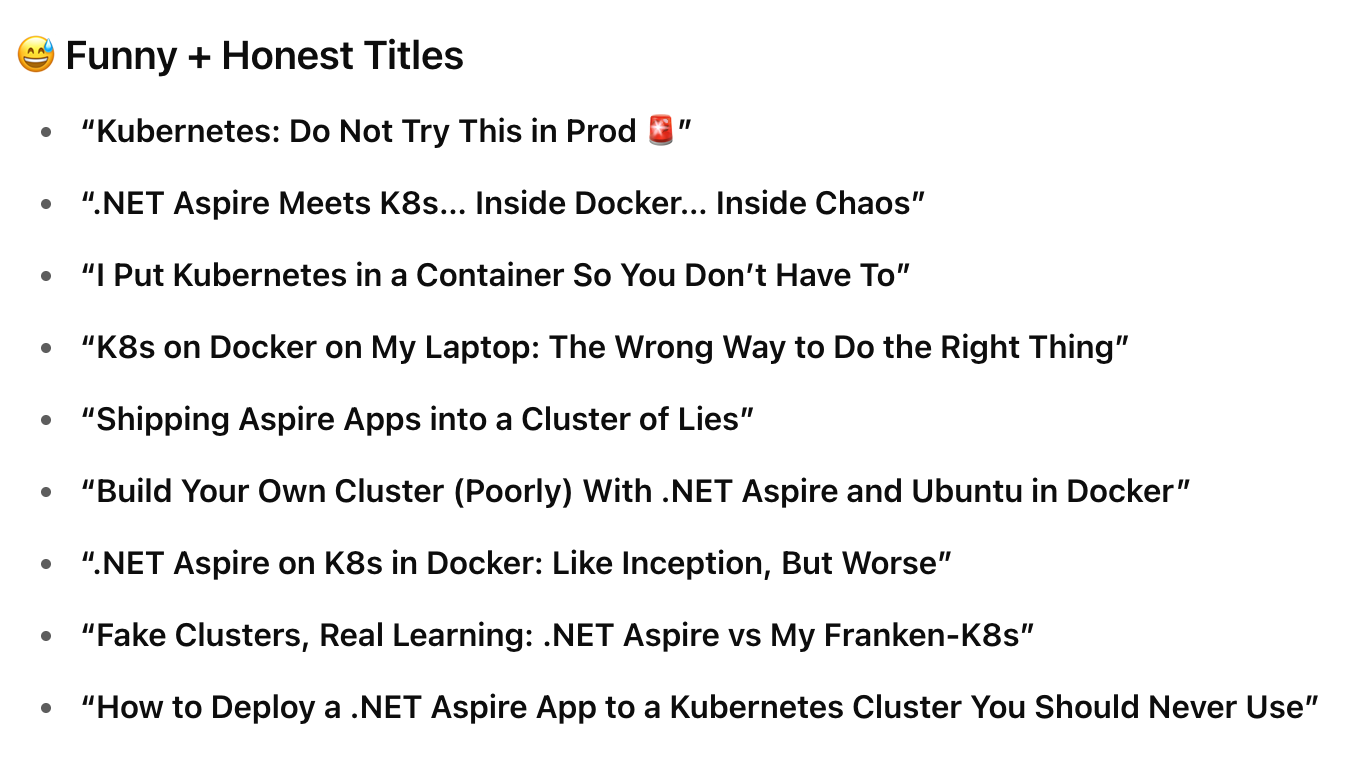 😅 Funny + Honest Titles
• “Kubernetes: Do Not Try This in Prod 🚨”
• “.NET Aspire Meets K8s… Inside Docker… Inside Chaos”
• “I Put Kubernetes in a Container So You Don’t Have To”
• “K8s on Docker on My Laptop: The Wrong Way to Do the Right Thing”
• “Shipping Aspire Apps into a Cluster of Lies”
• “Build Your Own Cluster (Poorly) With .NET Aspire and Ubuntu in Docker”
• “.NET Aspire on K8s in Docker: Like Inception, But Worse”
• “Fake Clusters, Real Learning: .NET Aspire vs My Franken-K8s”
• “How to Deploy a .NET Aspire App to a Kubernetes Cluster You Should Never Use”